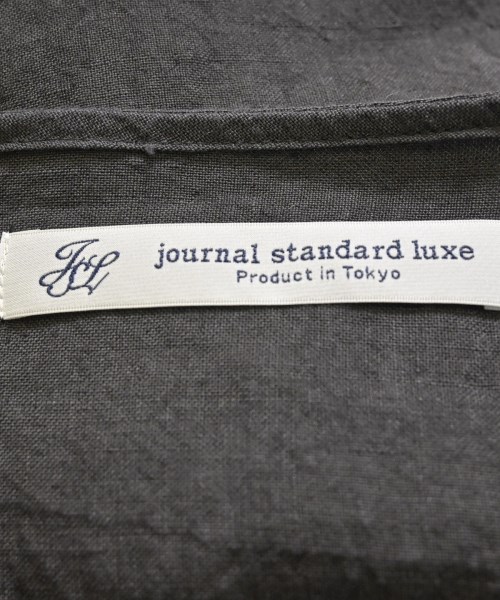 JSL
journal standard luxe
Product in Tokyo